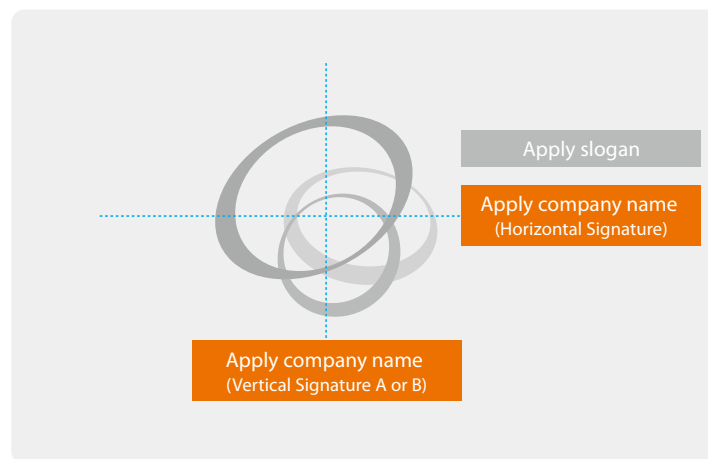 Apply slogan
Apply company name
(Horizontal Signature)
Apply company name
(Vertical Signature A or B)